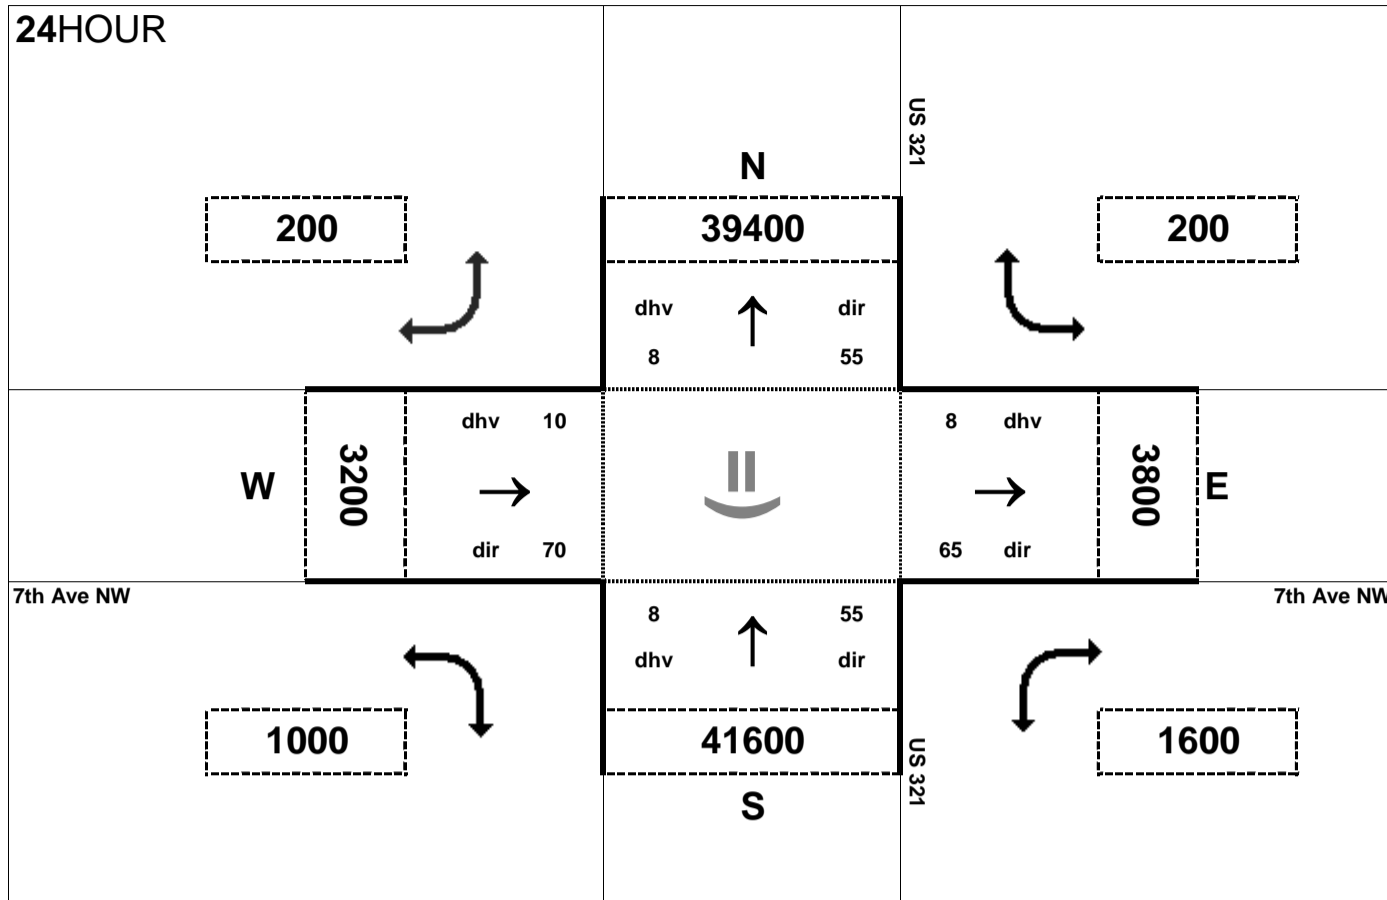 24HOUR
US 321
N
200
39400
200
dhv
dir
8
55
dhv 10
8 dhv
W
3200
3800
E
dir 70
65 dir
7th Ave NW
7th Ave NW
8
55
dhv
dir
1000
41600
1600
US 321
S